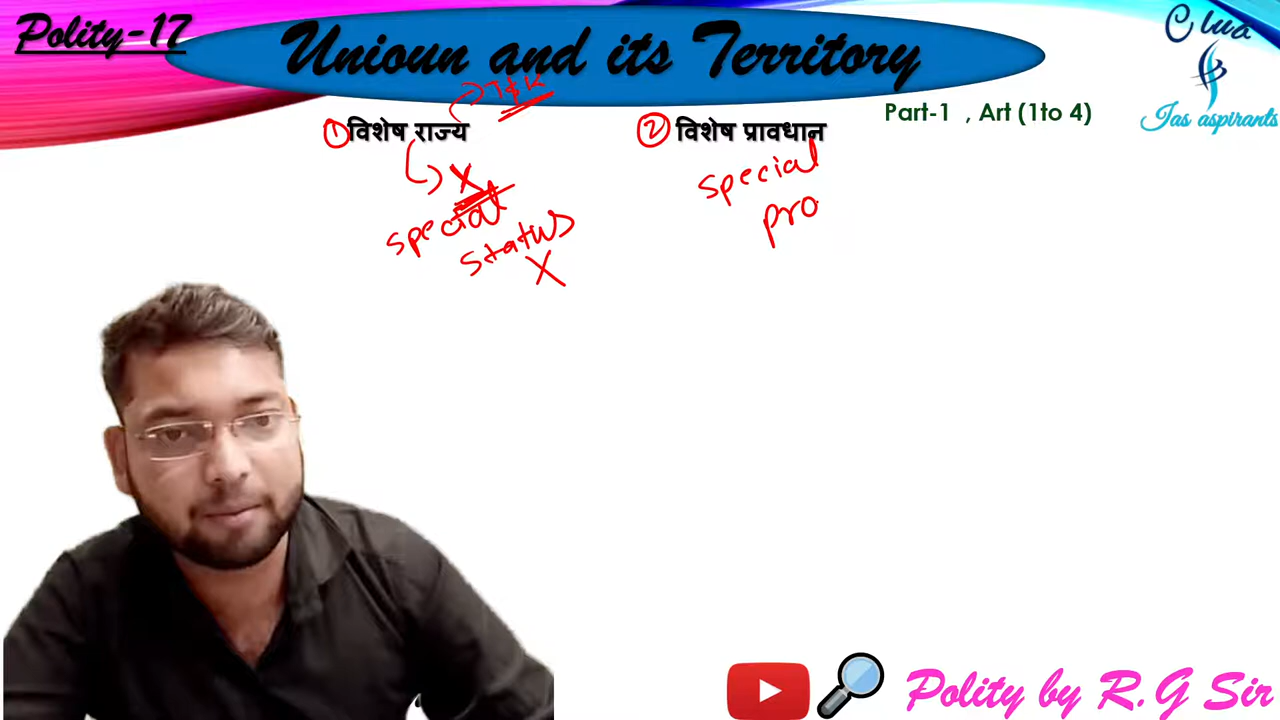 Polity-17
Unioun and its Territory
C lwa
Ias aspirants
Part-1 , Art (1to 4)
J & K
① विशेष राज्य
② विशेष प्रावधान
X
special
status
X
special
pro
Polity by R.G Sir